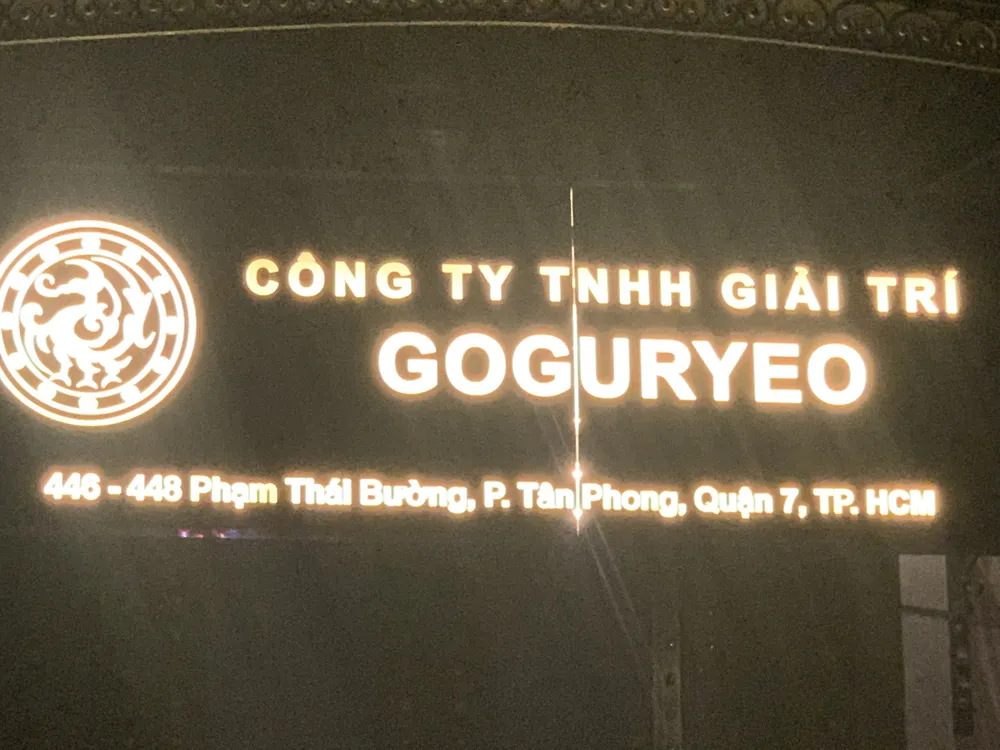 CÔNG TY TNHH GIẢI TRÍ
GOGURYEO
446 - 448 Phạm Thái Bường, P. Tân Phong, Quận 7, TP. HCM